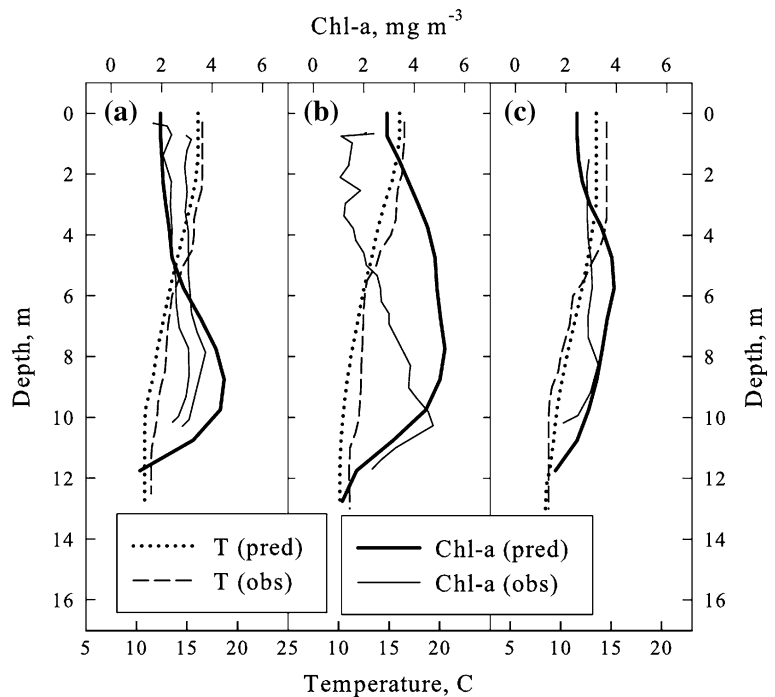 Chl-a, mg m⁻³
0 2 4 6 0 2 4 6 0 2 4 6
(a) (b) (c)
0 0
2 2
4 4
6 6
8 8
10 10
12 12
14 14
16 16
Depth, m
Depth, m
T (pred)
T (obs)
Chl-a (pred)
Chl-a (obs)
5 10 15 20 25 10 15 20 5 10 15 20
Temperature, C